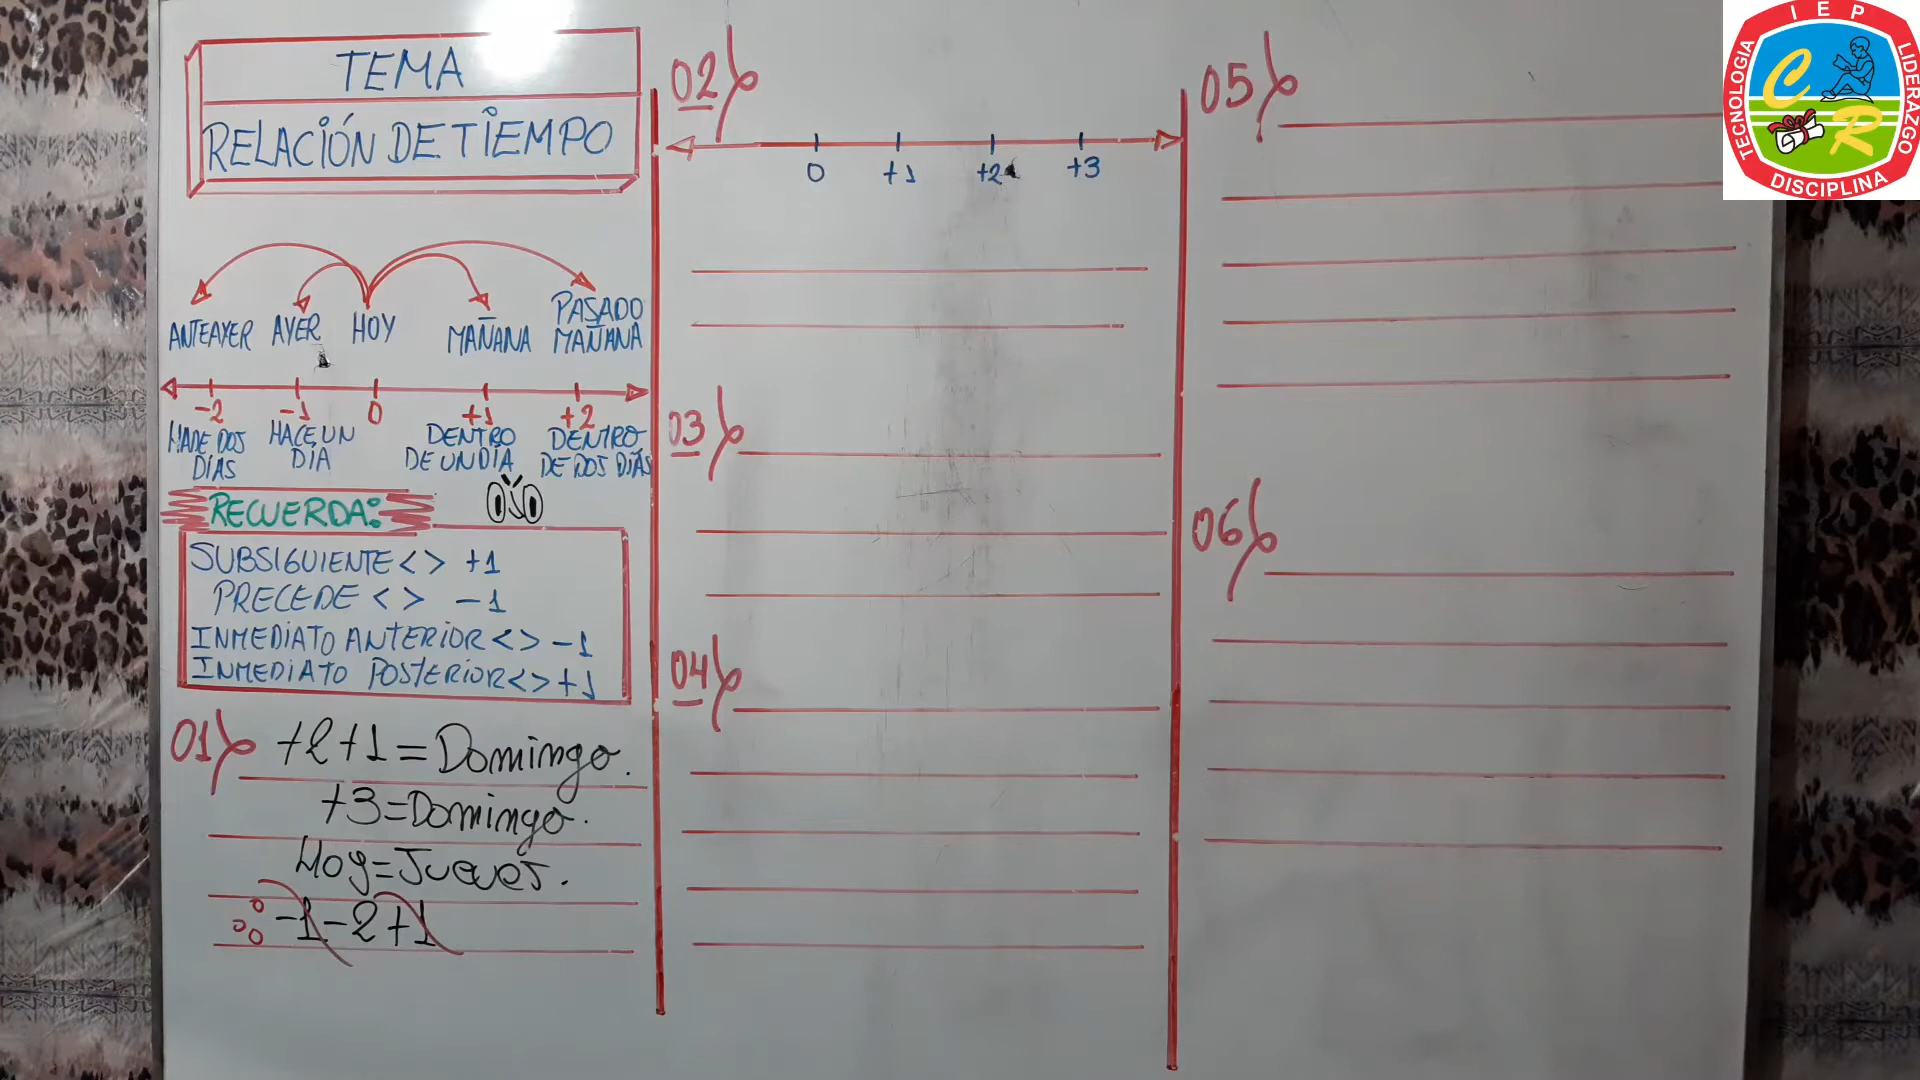 TEMA
RELACIÓN DE TIEMPO
ANTEAYER AYER HOY MAÑANA PASADO MAÑANA
-2 -1 0 +1 +2
HACE DOS DÍAS
HACE UN DÍA
DENTRO DE UN DÍA
DENTRO DE DOS DÍAS
RECUERDA:
OJO
SUBSIGUIENTE <> +1
PRECEDE <> -1
INMEDIATO ANTERIOR <> -1
INMEDIATO POSTERIOR <> +1
01) +2+1=Domingo.
+3=Domingo.
Hoy=Jueves.
-1-2+1
02)
0 +1 +2 +3
03)
04)
05)
06)
IEP
TECNOLOGIA
LIDERAZGO
DISCIPLINA
CR